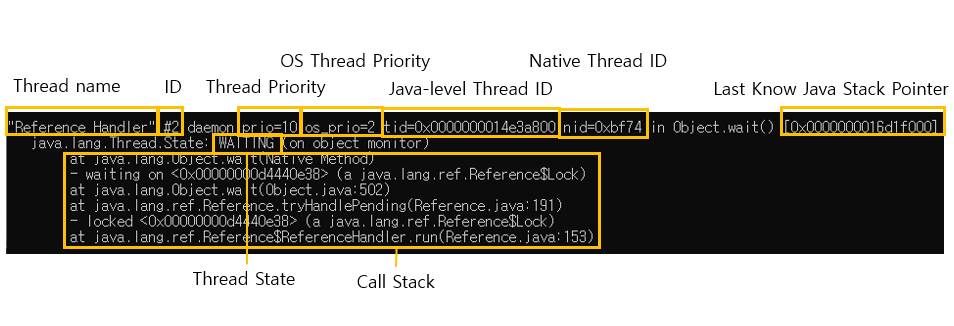 OS Thread Priority Native Thread ID
Thread name ID Thread Priority Java-level Thread ID Last Know Java Stack Pointer
"Reference Handler" #2 daemon prio=10 os_prio=2 tid=0x0000000014e3a800 nid=0xbf74 in Object.wait() [0x0000000016d1f000]
java.lang.Thread.State: WAITING (on object monitor)
at java.lang.Object.wait(Native Method)
- waiting on <0x00000000d4440e38> (a java.lang.ref.Reference$Lock)
at java.lang.Object.wait(Object.java:502)
at java.lang.ref.Reference.tryHandlePending(Reference.java:191)
- locked <0x00000000d4440e38> (a java.lang.ref.Reference$Lock)
at java.lang.ref.Reference$ReferenceHandler.run(Reference.java:153)
Thread State Call Stack